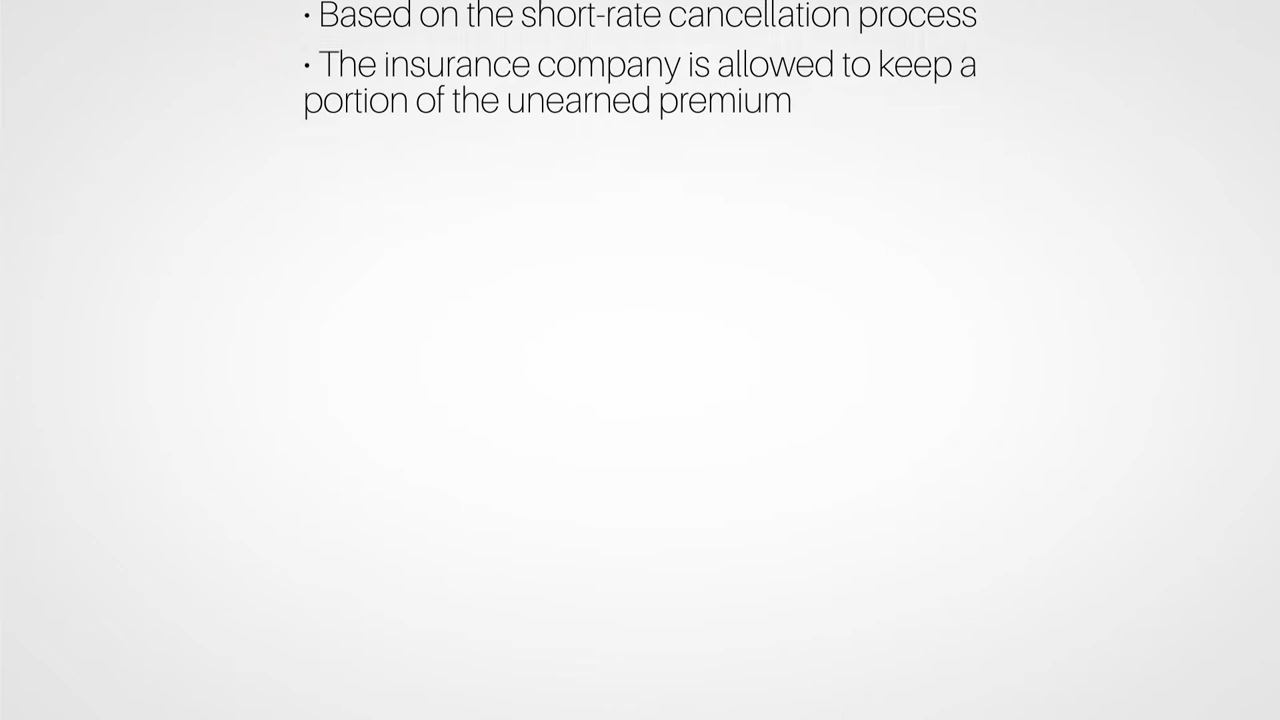 · Based on the short-rate cancellation process
· The insurance company is allowed to keep a
portion of the unearned premium